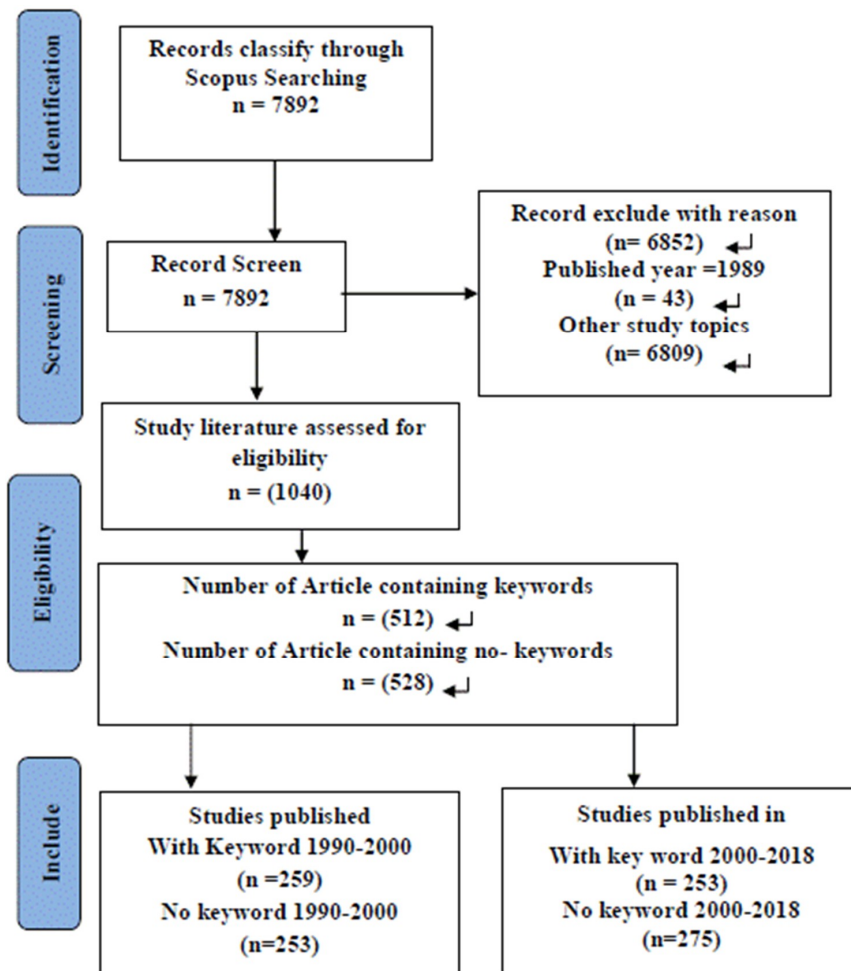 Identification
Records classify through
Scopus Searching
n = 7892
Screening
Record Screen
n = 7892
Record exclude with reason
(n= 6852)
Published year =1989
(n = 43)
Other study topics
(n= 6809)
Study literature assessed for
eligibility
n = (1040)
Eligibility
Number of Article containing keywords
n = (512)
Number of Article containing no- keywords
n = (528)
Include
Studies published
With Keyword 1990-2000
(n =259)
No keyword 1990-2000
(n=253)
Studies published in
With key word 2000-2018
(n = 253)
No keyword 2000-2018
(n=275)